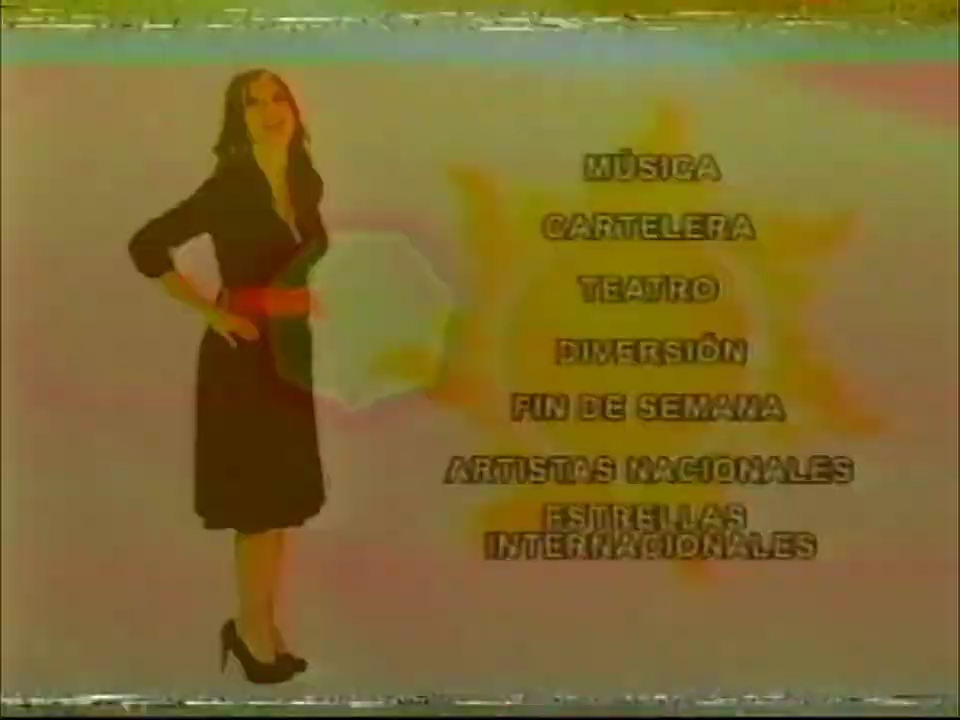 MÚSICA
CARTELERA
TEATRO
DIVERSIÓN
FIN DE SEMANA
ARTISTAS NACIONALES
ESTRELLAS
INTERNACIONALES